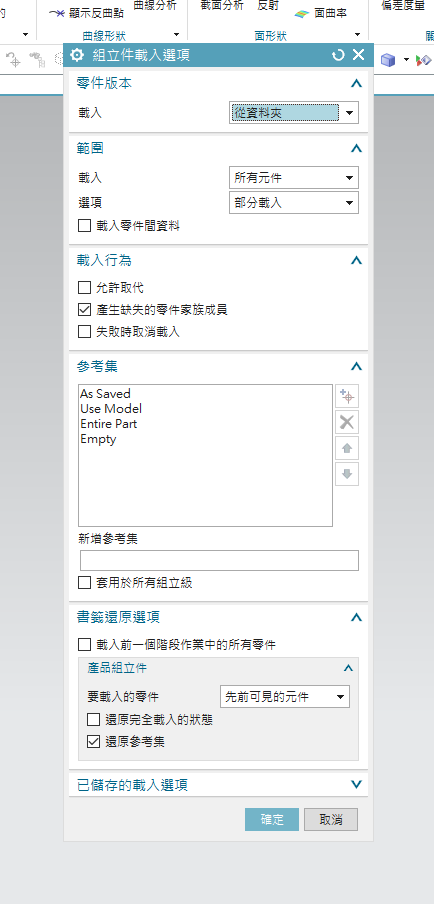 的
顯示反曲點
曲線分析
截面分析
反射
面曲率
偏差度量
曲線形狀
面形狀
組立件載入選項
零件版本
載入
從資料夾
範圍
載入
所有元件
選項
部分載入
載入零件間資料
載入行為
允許取代
產生缺失的零件家族成員
失敗時取消載入
參考集
As Saved
Use Model
Entire Part
Empty
新增參考集
套用於所有組立級
書籤還原選項
載入前一個階段作業中的所有零件
產品組立件
要載入的零件
先前可見的元件
還原完全載入的狀態
還原參考集
已儲存的載入選項
確定
取消